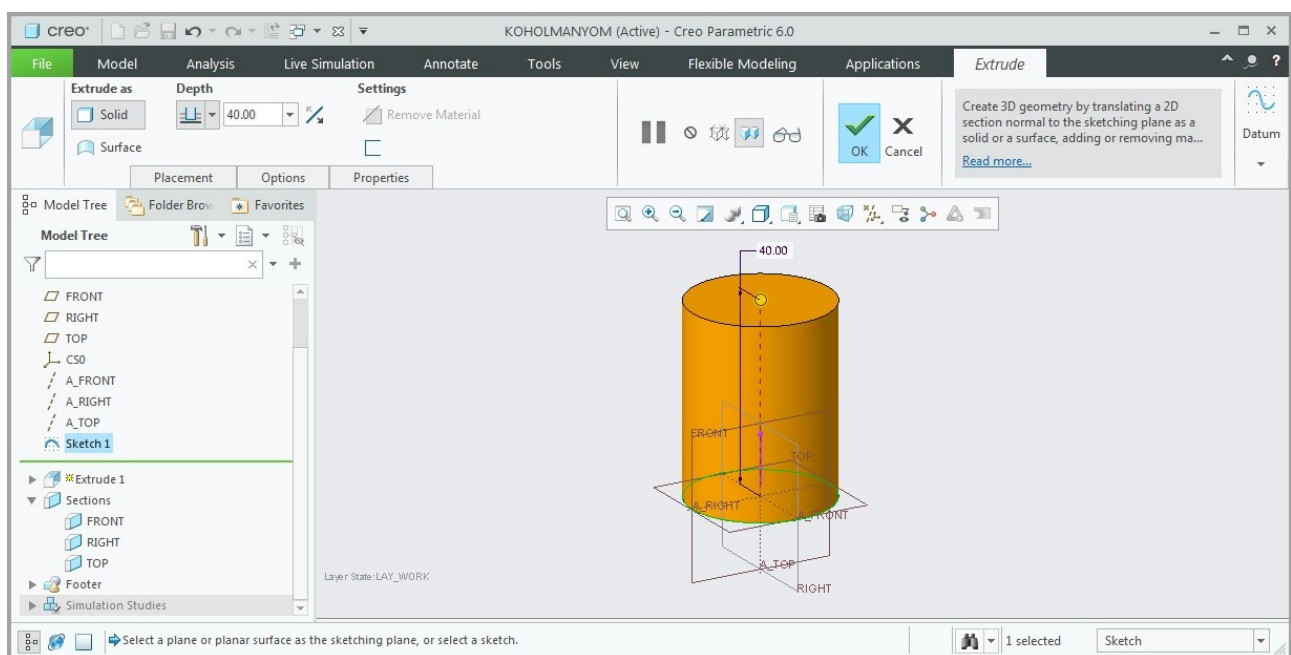 creo° KOHOLMANYOM (Active) - Creo Parametric 6.0
File Model Analysis Live Simulation Annotate Tools View Flexible Modeling Applications Extrude ?
Extrude as Depth Settings
Solid 40.00 Remove Material
Surface
OK Cancel
Create 3D geometry by translating a 2D
section normal to the sketching plane as a
solid or a surface, adding or removing ma...
Read more...
Datum
Placement Options Properties
Model Tree Folder Brow Favorites
Model Tree
FRONT
RIGHT
TOP
CS0
A_FRONT
A_RIGHT
A_TOP
Sketch 1
Extrude 1
Sections
FRONT
RIGHT
TOP
Footer
Simulation Studies
40.00
FRONT
TOP
A_RIGHT
A_FRONT
A_TOP
RIGHT
Layer State:LAY_WORK
Select a plane or planar surface as the sketching plane, or select a sketch.
1 selected Sketch